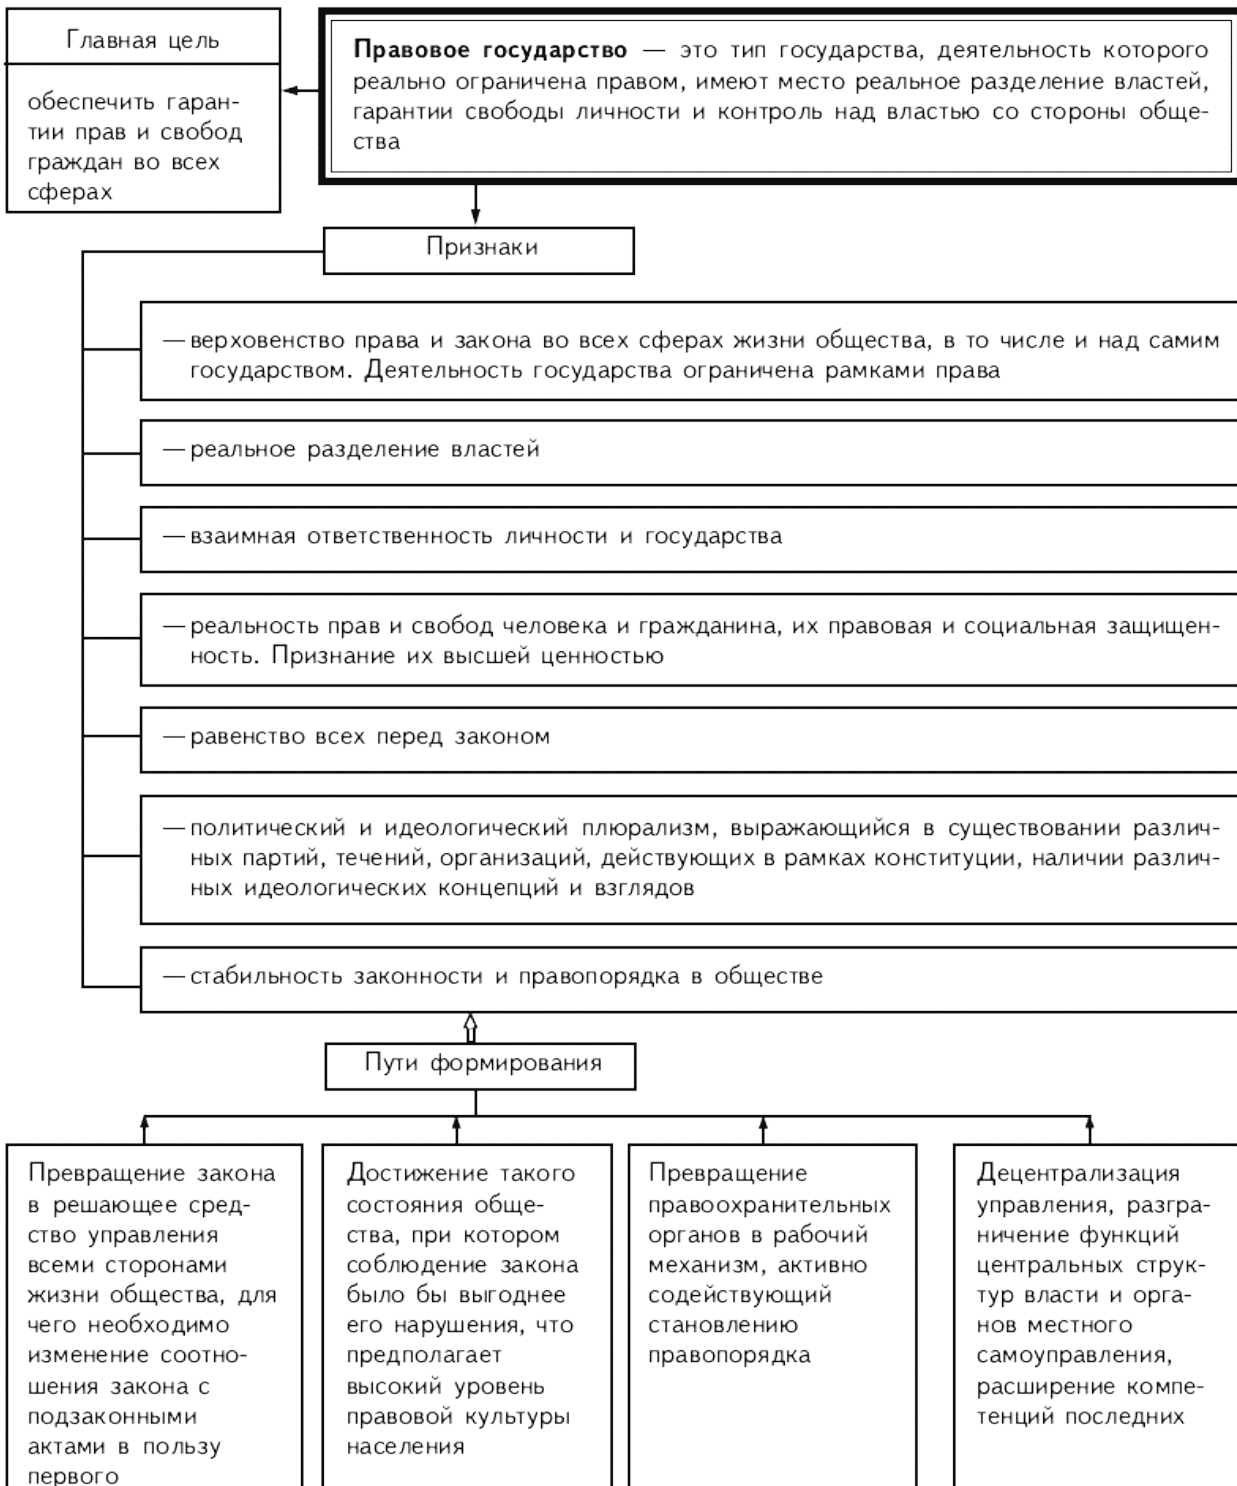 Главная цель
обеспечить гаран-
тии прав и свобод
граждан во всех
сферах
Правовое государство — это тип государства, деятельность которого
реально ограничена правом, имеют место реальное разделение властей,
гарантии свободы личности и контроль над властью со стороны обще-
ства
Признаки
— верховенство права и закона во всех сферах жизни общества, в то числе и над самим
государством. Деятельность государства ограничена рамками права
— реальное разделение властей
— взаимная ответственность личности и государства
— реальность прав и свобод человека и гражданина, их правовая и социальная защищен-
ность. Признание их высшей ценностью
— равенство всех перед законом
— политический и идеологический плюрализм, выражающийся в существовании различ-
ных партий, течений, организаций, действующих в рамках конституции, наличии различ-
ных идеологических концепций и взглядов
— стабильность законности и правопорядка в обществе
Пути формирования
Превращение закона
в решающее сред-
ство управления
всеми сторонами
жизни общества, для
чего необходимо
изменение соотно-
шения закона с
подзаконными
актами в пользу
первого
Достижение такого
состояния обще-
ства, при котором
соблюдение закона
было бы выгоднее
его нарушения, что
предполагает
высокий уровень
правовой культуры
населения
Превращение
правоохранительных
органов в рабочий
механизм, активно
содействующий
становлению
правопорядка
Децентрализация
управления, разгра-
ничение функций
центральных струк-
тур власти и орга-
нов местного
самоуправления,
расширение компе-
тенций последних